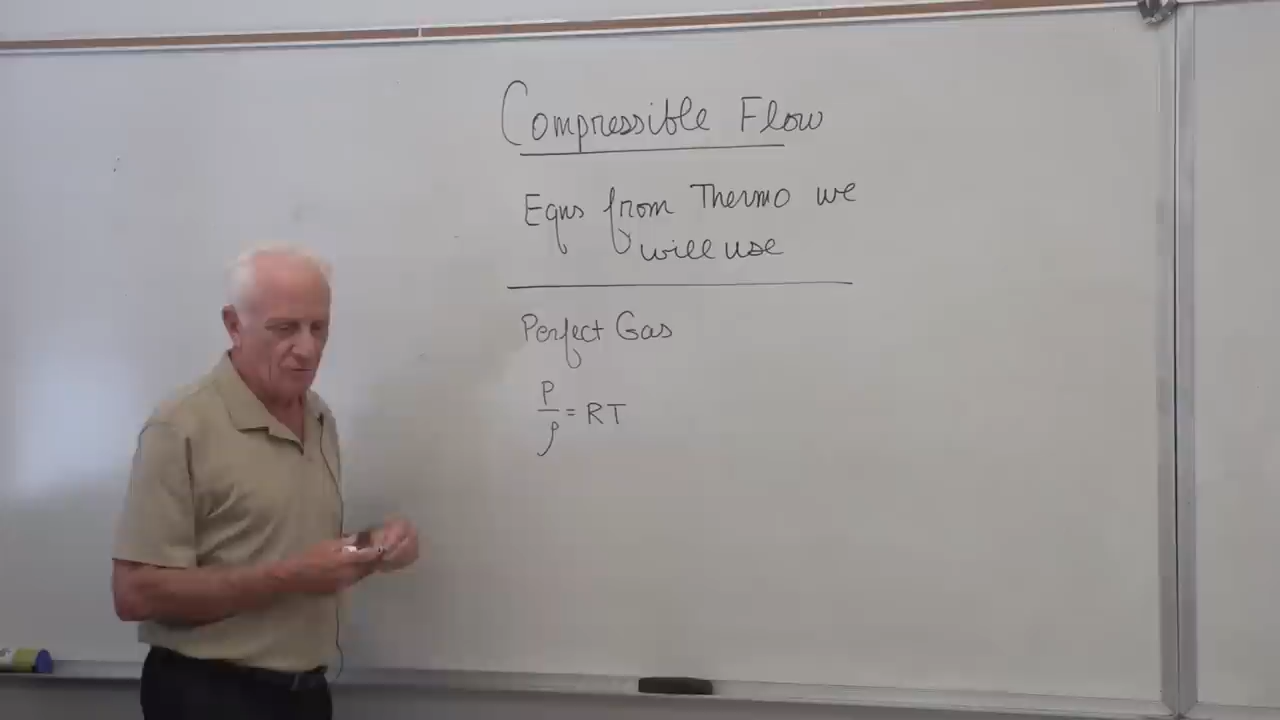 Compressible Flow
Eqns from Thermo we
will use
Perfect Gas
P/ρ = RT